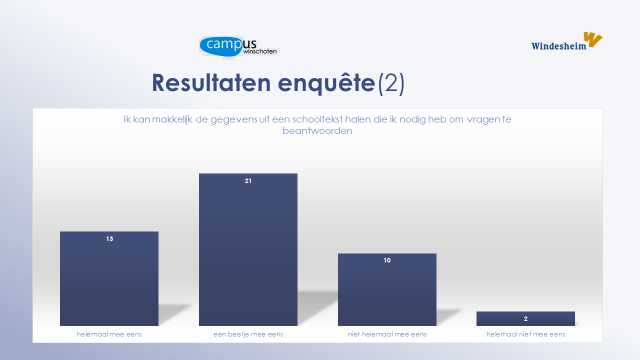 campus
winschoten
Windesheim
Resultaten enquête(2)
Ik kan makkelijk de gegevens uit een schooltekst halen die ik nodig heb om vragen te
beantwoorden
13
21
10
2
helemaal mee eens
een beetje mee eens
niet helemaal mee eens
helemaal niet mee eens